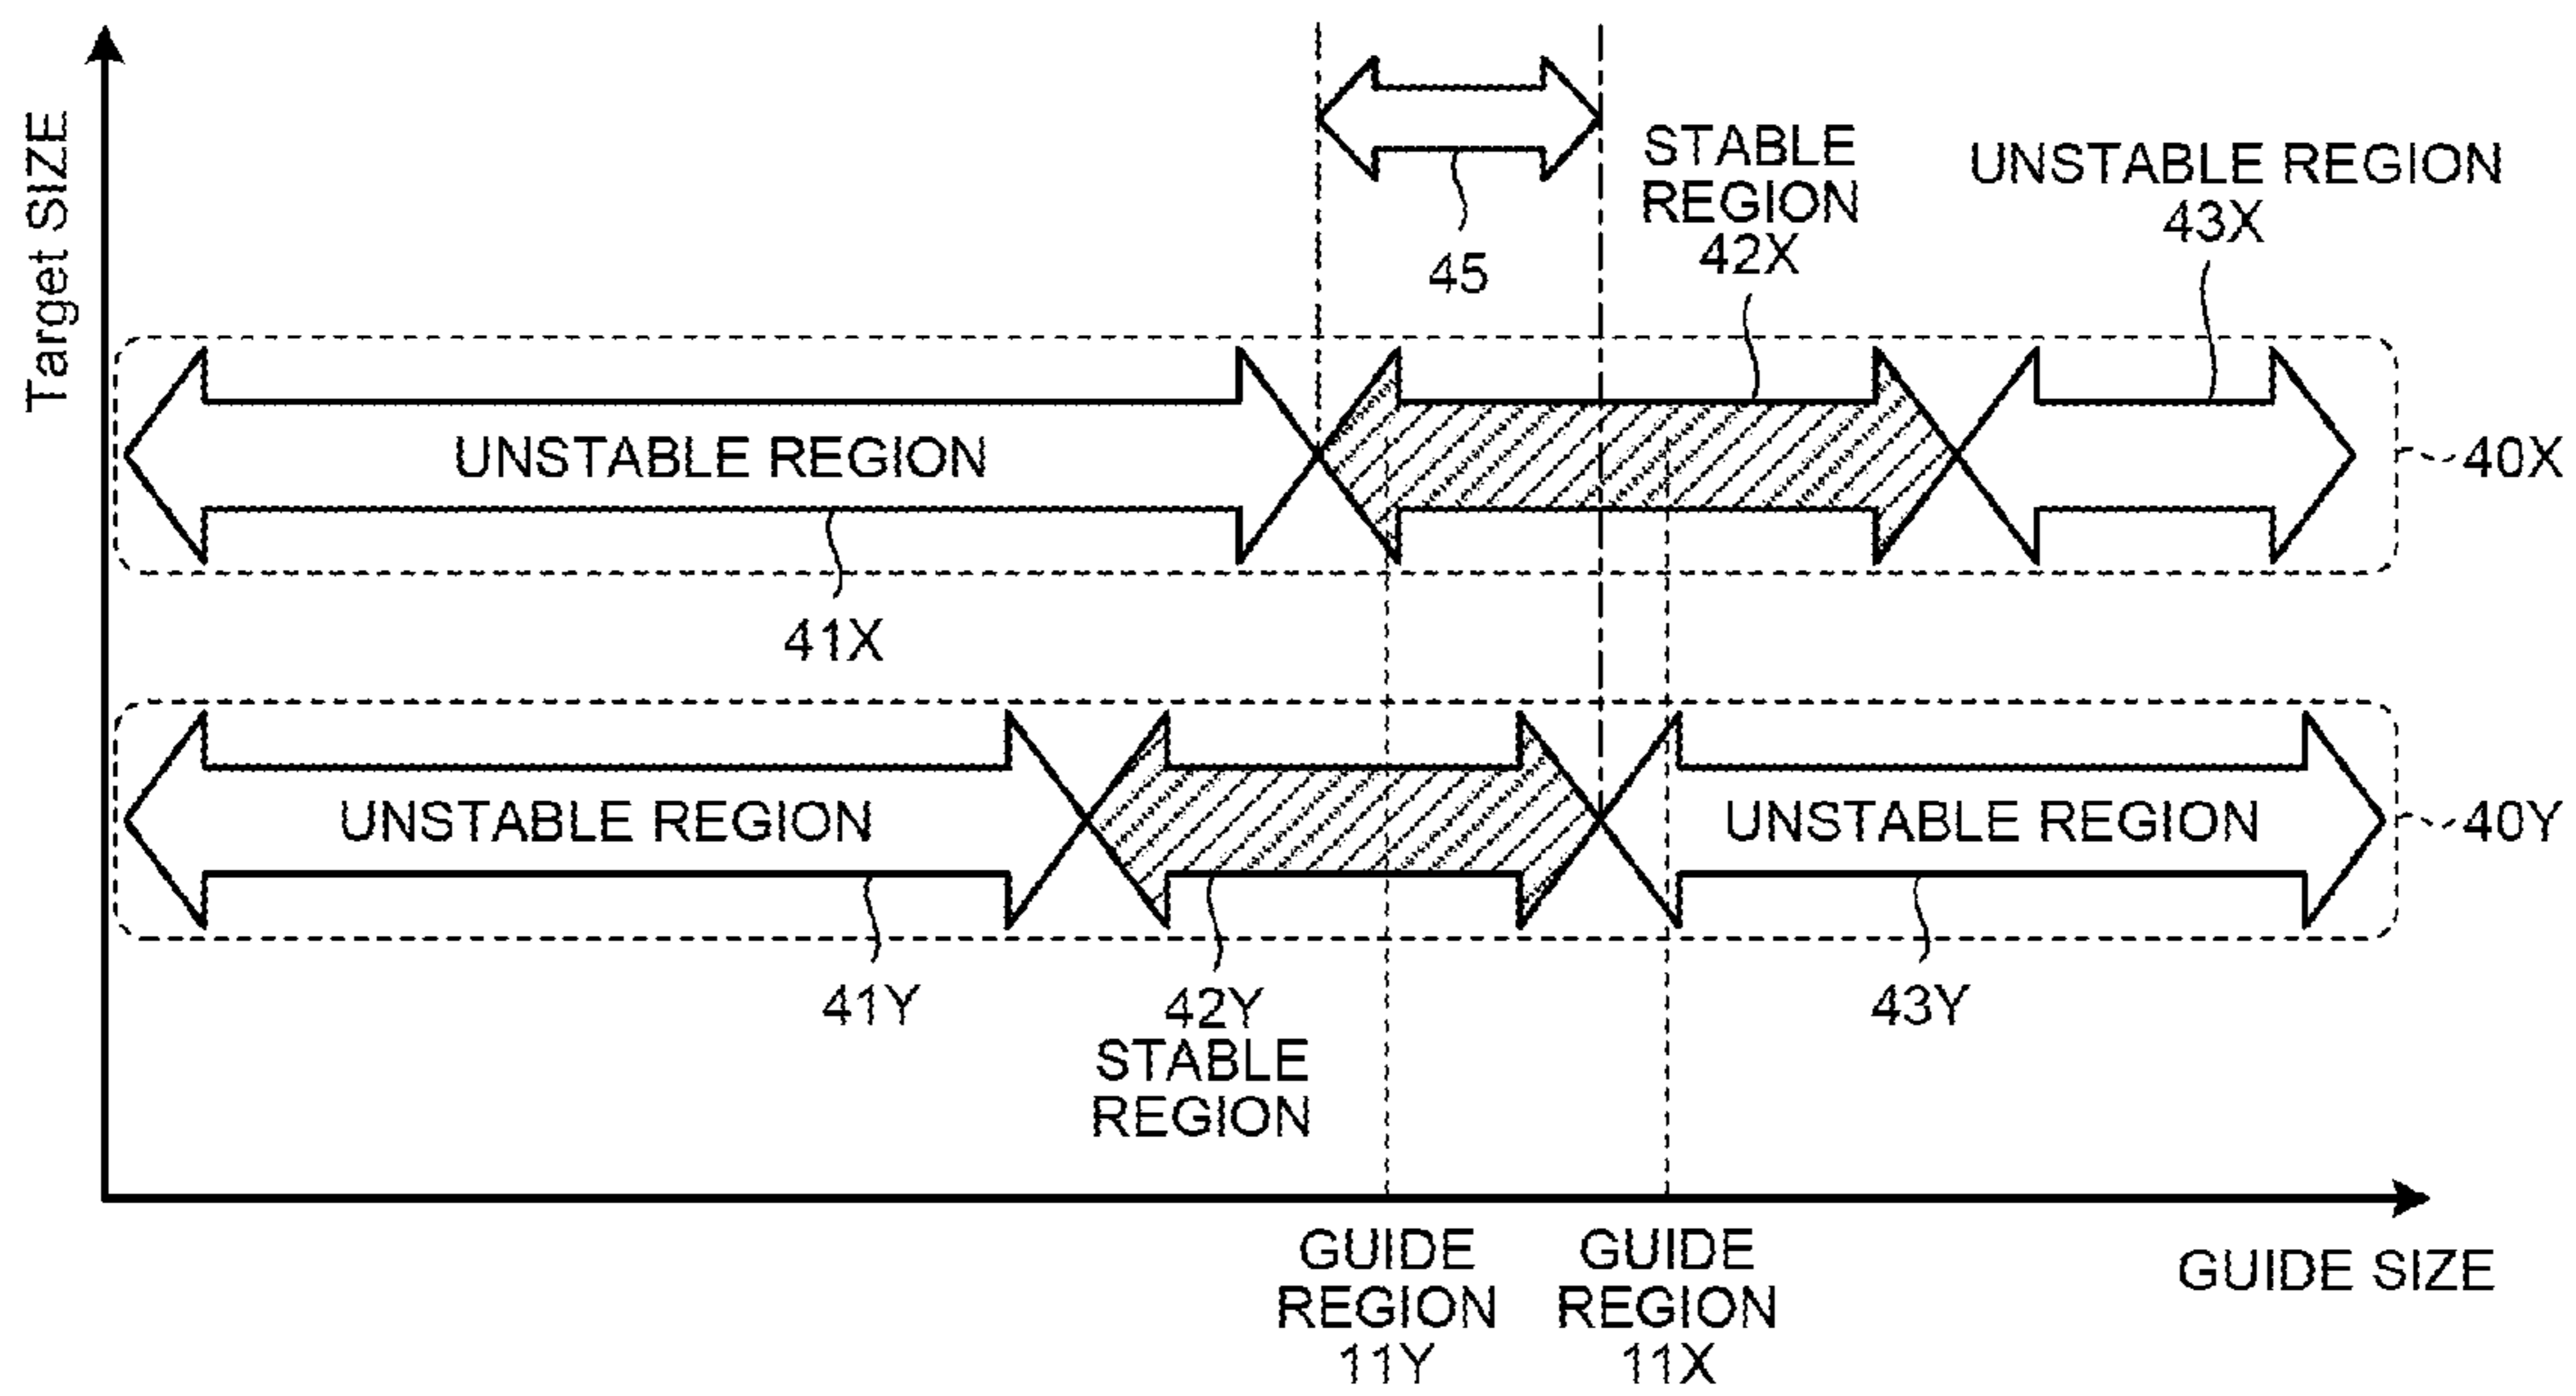 Target SIZE
STABLE
REGION
42X
UNSTABLE REGION
43X
45
UNSTABLE REGION
40X
41X
UNSTABLE REGION
UNSTABLE REGION
40Y
41Y
42Y
STABLE
REGION
43Y
GUIDE
REGION
11Y
GUIDE
REGION
11X
GUIDE SIZE